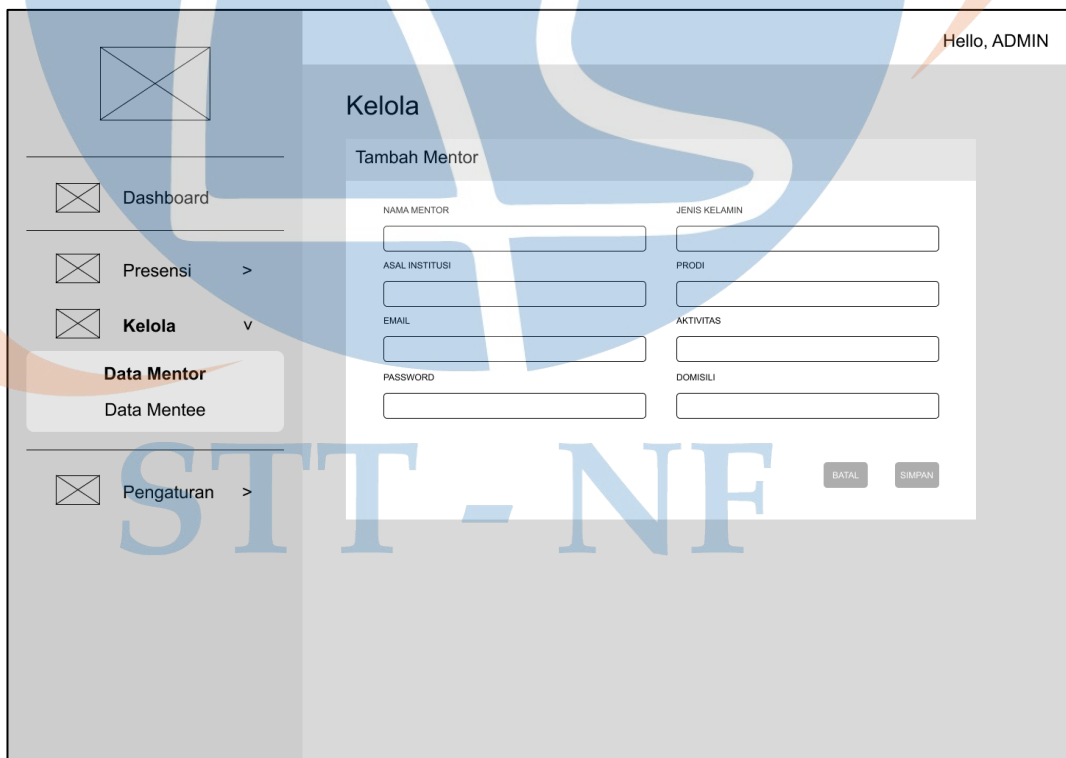 Hello, ADMIN
Dashboard
Presensi >
Kelola v
Data Mentor
Data Mentee
Pengaturan >
Kelola
Tambah Mentor
NAMA MENTOR
JENIS KELAMIN
ASAL INSTITUSI
PRODI
EMAIL
AKTIVITAS
PASSWORD
DOMISILI
BATAL
SIMPAN
STT - NF